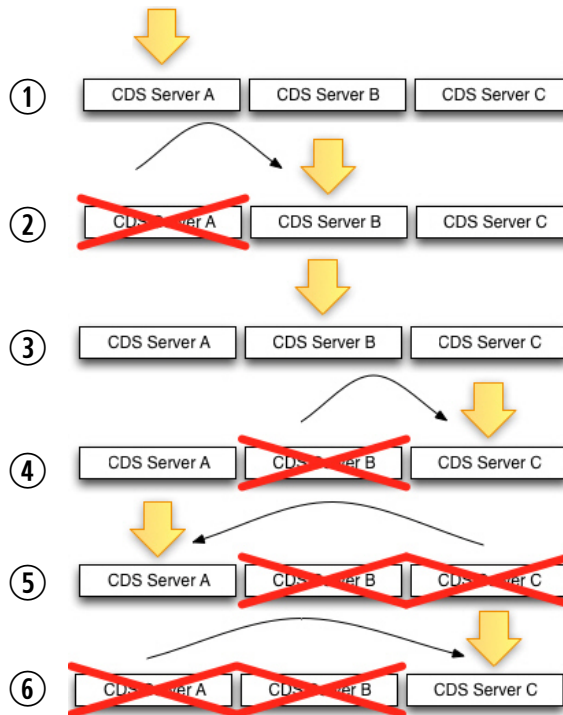 ① CDS Server A CDS Server B CDS Server C
② CDS Server A CDS Server B CDS Server C
③ CDS Server A CDS Server B CDS Server C
④ CDS Server A CDS Server B CDS Server C
⑤ CDS Server A CDS Server B CDS Server C
⑥ CDS Server A CDS Server B CDS Server C